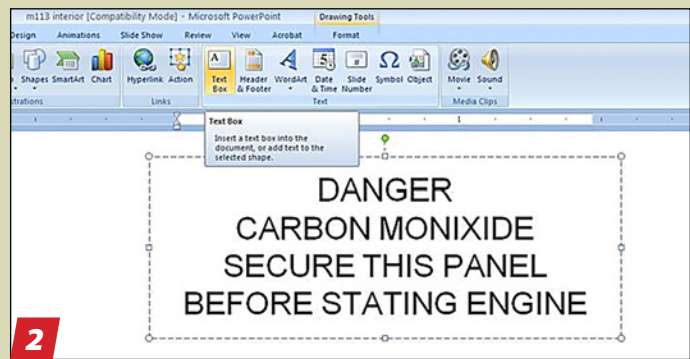 m113 interior [Compatibility Mode] - Microsoft PowerPoint
Drawing Tools
Design Animations Slide Show Review View Acrobat Format
Shapes SmartArt Chart Hyperlink Action Text Box Header & Footer WordArt Date & Time Slide Number Symbol Object Movie Sound
Links Text Media Clips
1
Text Box
Insert a text box into the
document, or add text to the
selected shape.
DANGER
CARBON MONIXIDE
SECURE THIS PANEL
BEFORE STATING ENGINE
2